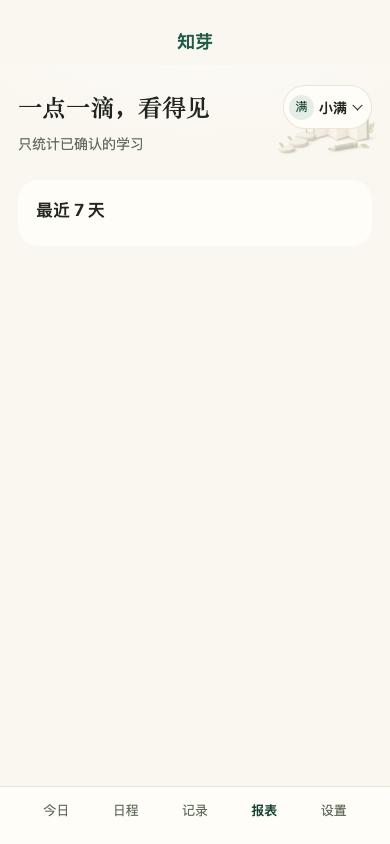 知芽
一点一滴，看得见
满 小满
只统计已确认的学习
最近 7 天
今日 日程 记录 报表 设置